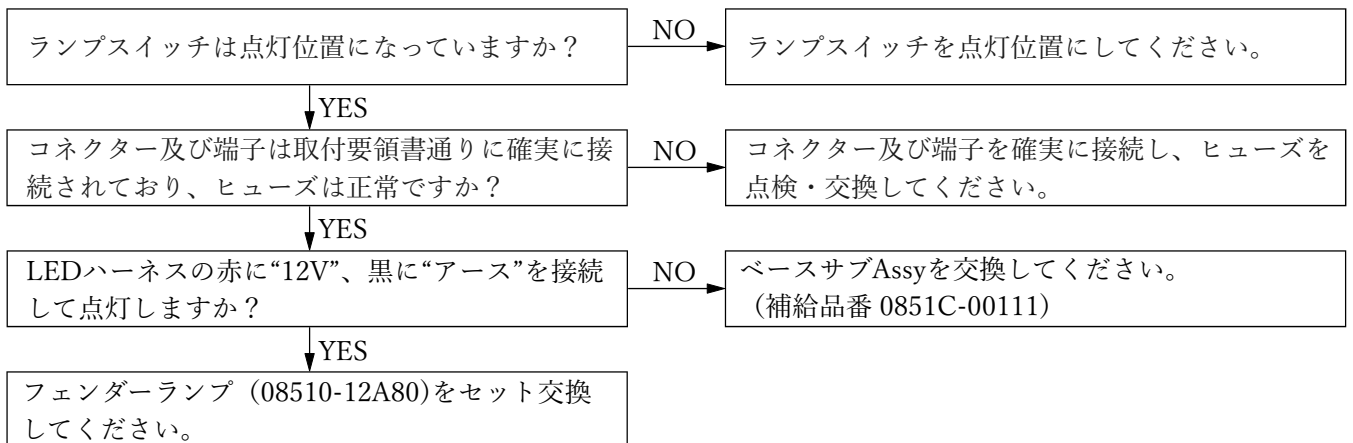 ランプスイッチは点灯位置になっていますか？
NO
ランプスイッチを点灯位置にしてください。
YES
コネクター及び端子は取付要領書通りに確実に接
続されており、ヒューズは正常ですか？
NO
コネクター及び端子を確実に接続し、ヒューズを
点検・交換してください。
YES
LEDハーネスの赤に“12V”、黒に“アース”を接続
して点灯しますか？
NO
ベースサブAssyを交換してください。
（補給品番 0851C-00111）
YES
フェンダーランプ（08510-12A80)をセット交換
してください。